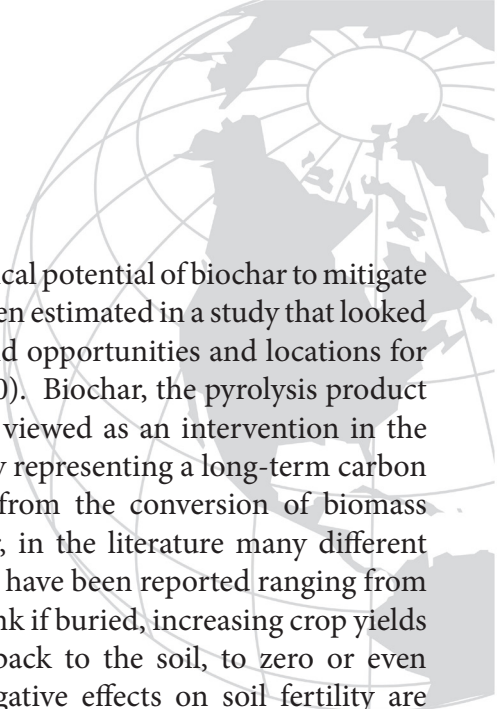 ical potential of biochar to mitigate
en estimated in a study that looked
d opportunities and locations for
0). Biochar, the pyrolysis product
viewed as an intervention in the
y representing a long-term carbon
from the conversion of biomass
, in the literature many different
have been reported ranging from
nk if buried, increasing crop yields
back to the soil, to zero or even
gative effects on soil fertility are